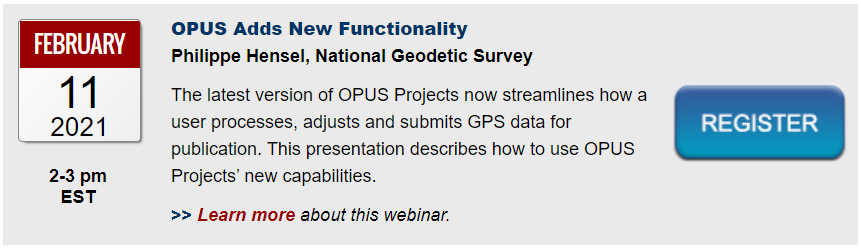 FEBRUARY
11
2021
2-3 pm
EST
OPUS Adds New Functionality
Philippe Hensel, National Geodetic Survey
The latest version of OPUS Projects now streamlines how a
user processes, adjusts and submits GPS data for
publication. This presentation describes how to use OPUS
Projects’ new capabilities.
>> Learn more about this webinar.
REGISTER